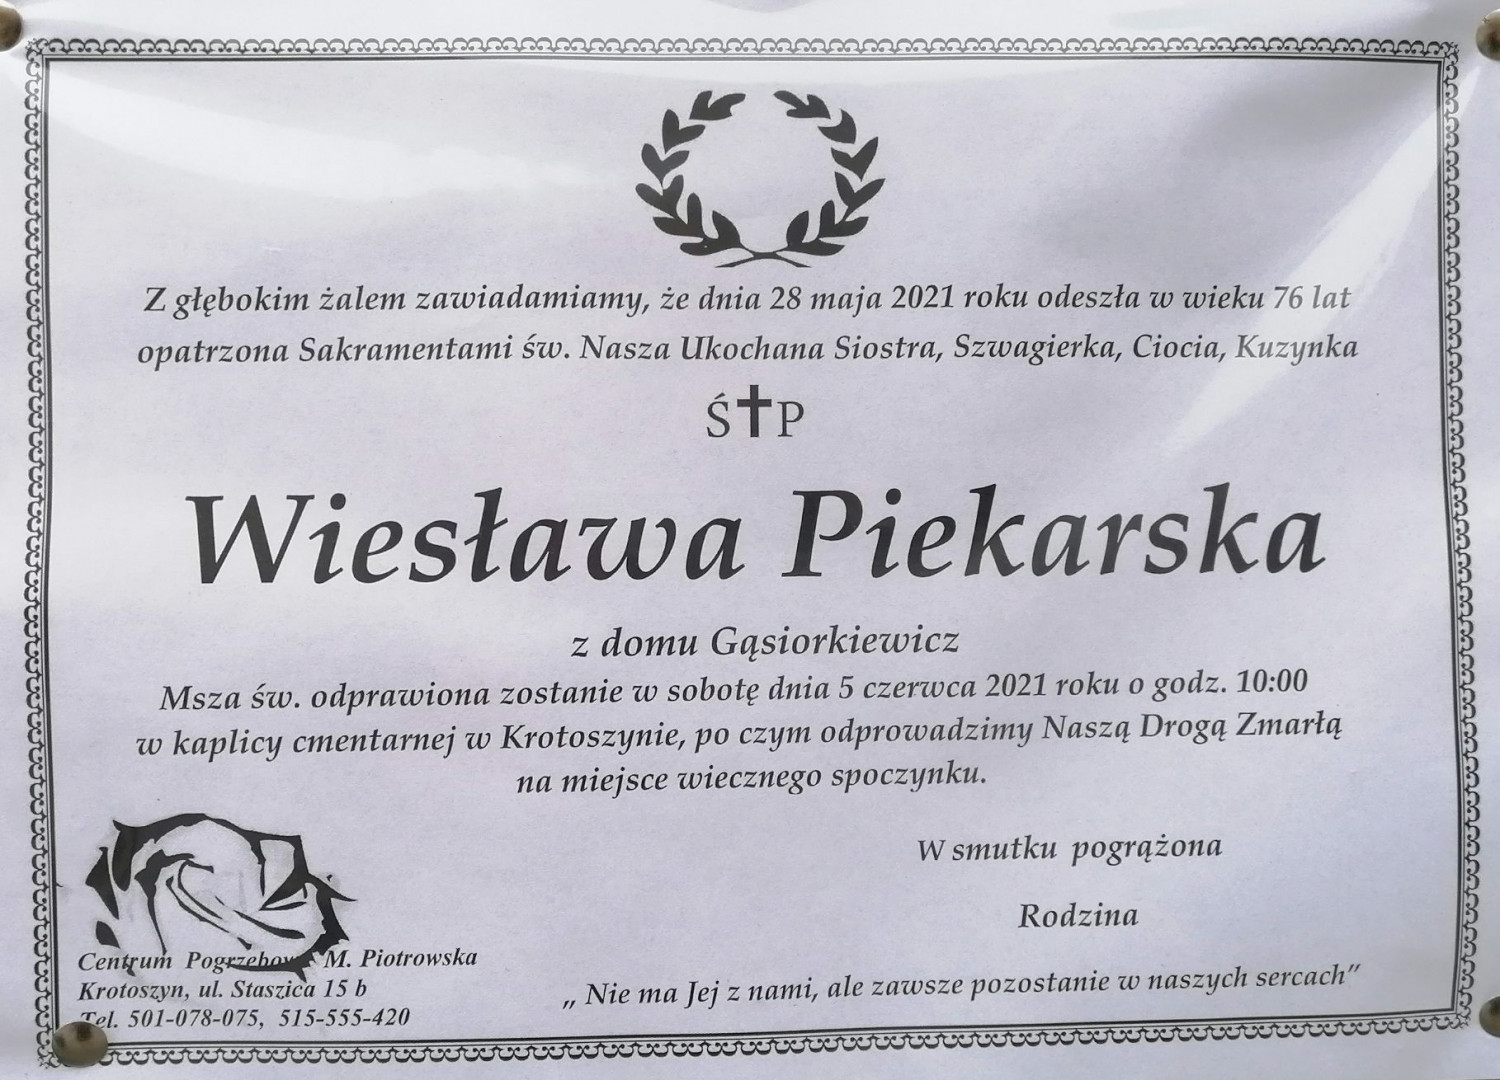 Z głębokim żalem zawiadamiamy, że dnia 28 maja 2021 roku odeszła w wieku 76 lat
opatrzona Sakramentami św. Nasza Ukochana Siostra, Szwagierka, Ciocia, Kuzynka
Ś✝P
Wiesława Piekarska
z domu Gąsiorkiewicz
Msza św. odprawiona zostanie w sobotę dnia 5 czerwca 2021 roku o godz. 10:00
w kaplicy cmentarnej w Krotoszynie, po czym odprowadzimy Naszą Drogą Zmarłą
na miejsce wiecznego spoczynku.
W smutku pogrążona
Rodzina
Centrum Pogrzebowe M. Piotrowska
Krotoszyn, ul. Staszica 15 b
Tel. 501-078-075, 515-555-420
„ Nie ma Jej z nami, ale zawsze pozostanie w naszych sercach”